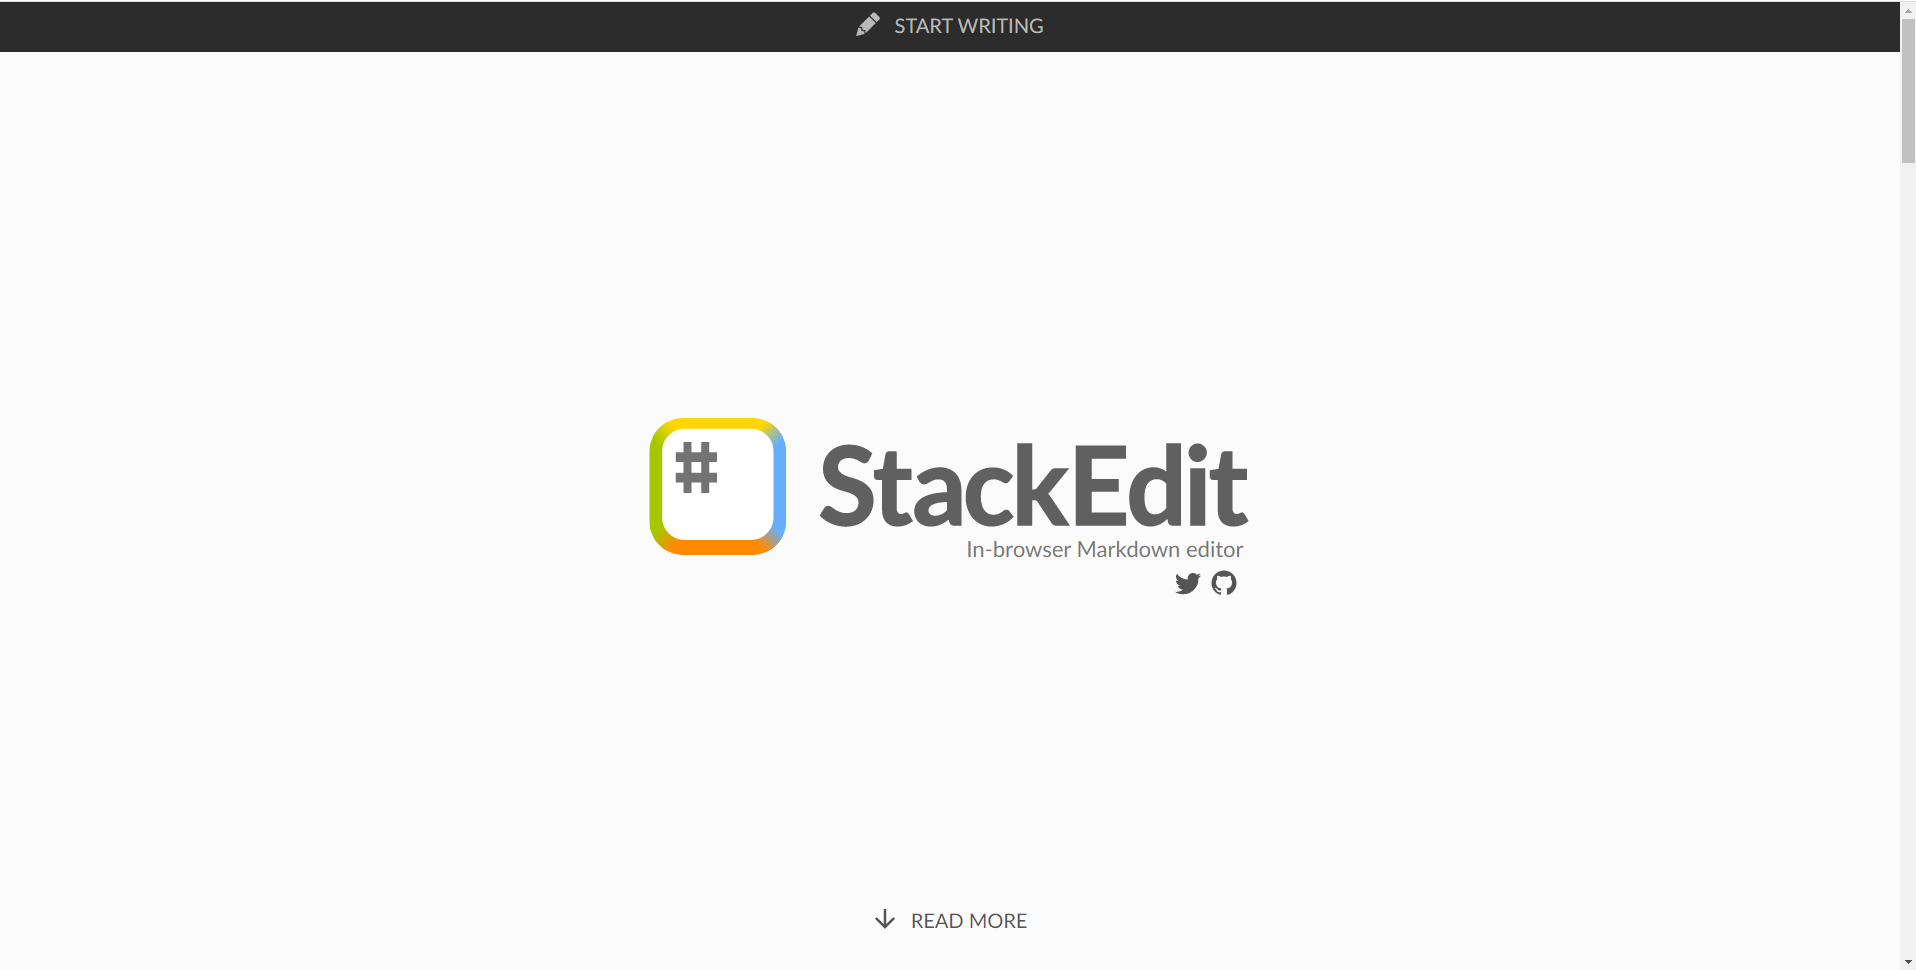 START WRITING
#
StackEdit
In-browser Markdown editor
READ MORE